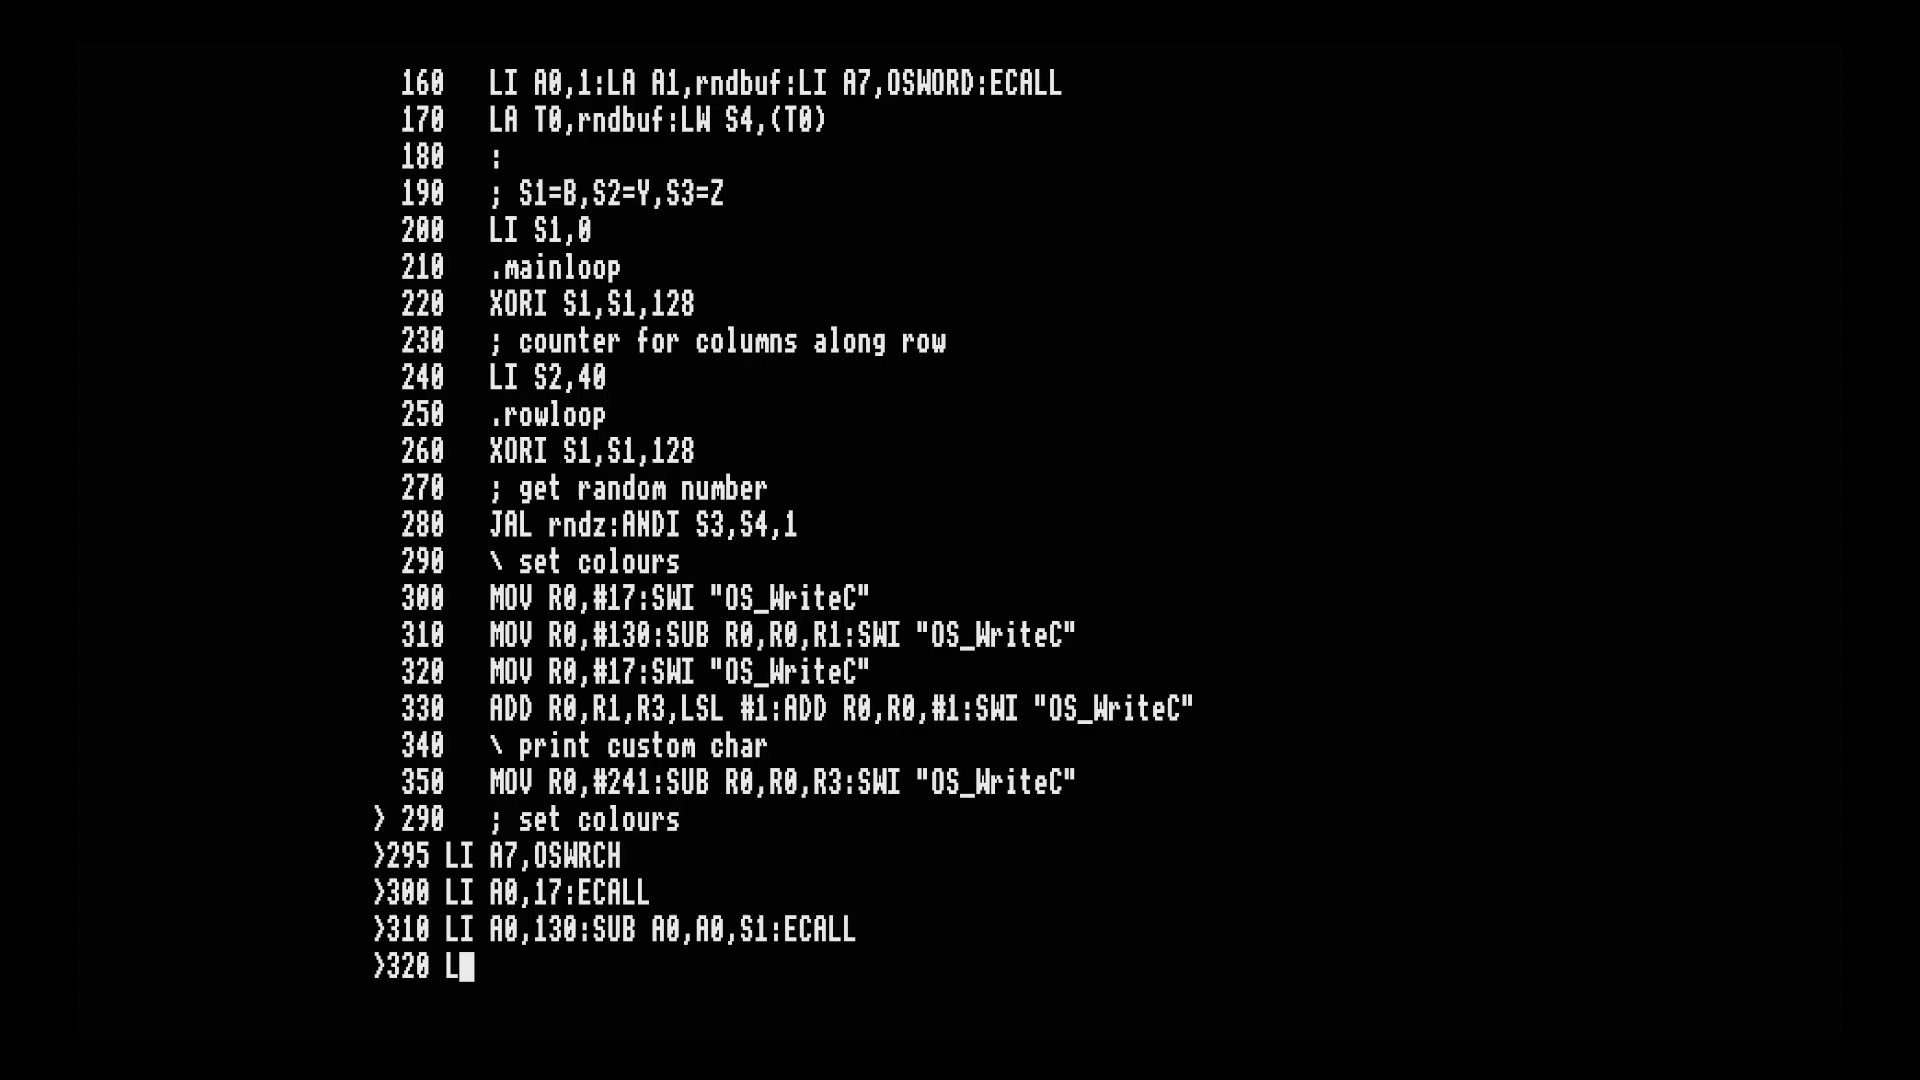 160   LI A0,1:LA A1,rndbuf:LI A7,OSWORD:ECALL
170   LA T0,rndbuf:LW S4,(T0)
180   :
190   ; S1=B,S2=Y,S3=Z
200   LI S1,0
210   .mainloop
220   XORI S1,S1,128
230   ; counter for columns along row
240   LI S2,40
250   .rowloop
260   XORI S1,S1,128
270   ; get random number
280   JAL rndz:ANDI S3,S4,1
290   \ set colours
300   MOV R0,#17:SWI "OS_WriteC"
310   MOV R0,#130:SUB R0,R0,R1:SWI "OS_WriteC"
320   MOV R0,#17:SWI "OS_WriteC"
330   ADD R0,R1,R3,LSL #1:ADD R0,R0,#1:SWI "OS_WriteC"
340   \ print custom char
350   MOV R0,#241:SUB R0,R0,R3:SWI "OS_WriteC"
> 290   ; set colours
>295 LI A7,OSWRCH
>300 LI A0,17:ECALL
>310 LI A0,130:SUB A0,A0,S1:ECALL
>320 L